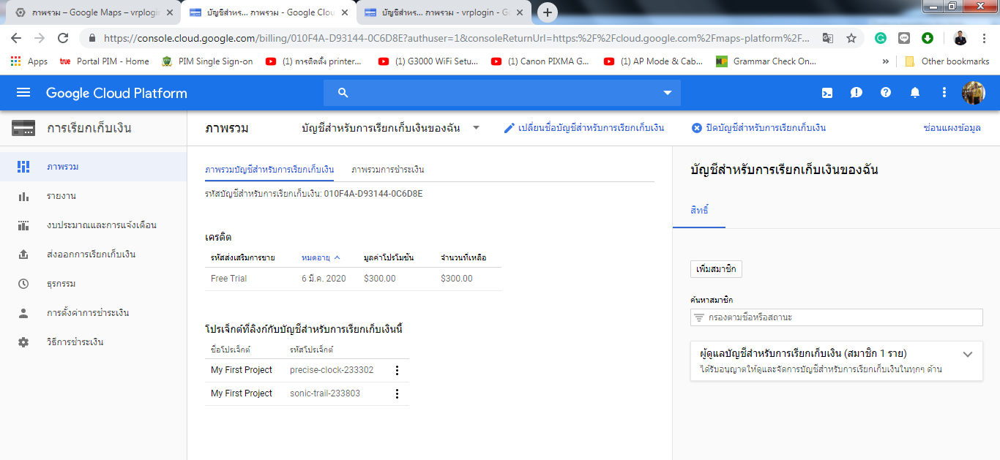 ภาพรวม – Google Maps – vrplogin
บัญชีสำหร... ภาพรวม - Google Clou
บัญชีสำหร... ภาพรวม - vrplogin - G
https://console.cloud.google.com/billing/010F4A-D93144-0C6D8E?authuser=1&consoleReturnUrl=https:%2F%2Fcloud.google.com%2Fmaps-platform%2F...
Apps
true Portal PIM - Home
PIM Single Sign-on
(1) การติดตั้ง printer...
(1) G3000 WiFi Setu...
(1) Canon PIXMA G...
(1) AP Mode & Cab...
Grammar Check On...
»
Other bookmarks
Google Cloud Platform
การเรียกเก็บเงิน
ภาพรวม
บัญชีสำหรับการเรียกเก็บเงินของฉัน
เปลี่ยนชื่อบัญชีสำหรับการเรียกเก็บเงิน
ปิดบัญชีสำหรับการเรียกเก็บเงิน
ซ่อนแผงข้อมูล
ภาพรวม
รายงาน
งบประมาณและการแจ้งเตือน
ส่งออกการเรียกเก็บเงิน
ธุรกรรม
การตั้งค่าการชำระเงิน
วิธีการชำระเงิน
ภาพรวมบัญชีสำหรับการเรียกเก็บเงิน
ภาพรวมการชำระเงิน
รหัสบัญชีสำหรับการเรียกเก็บเงิน: 010F4A-D93144-0C6D8E
เครดิต
รหัสส่งเสริมการขาย หมดอายุ มูลค่าโปรโมชัน จำนวนที่เหลือ
Free Trial 6 มี.ค. 2020 $300.00 $300.00
โปรเจ็กต์ที่ลิงก์กับบัญชีสำหรับการเรียกเก็บเงินนี้
ชื่อโปรเจ็กต์ รหัสโปรเจ็กต์
My First Project precise-clock-233302
My First Project sonic-trail-233803
บัญชีสำหรับการเรียกเก็บเงินของฉัน
สิทธิ์
เพิ่มสมาชิก
ค้นหาสมาชิก
กรองตามชื่อหรือสถานะ
ผู้ดูแลบัญชีสำหรับการเรียกเก็บเงิน (สมาชิก 1 ราย)
ได้รับอนุญาตให้ดูและจัดการบัญชีสำหรับการเรียกเก็บเงินในทุกๆ ด้าน